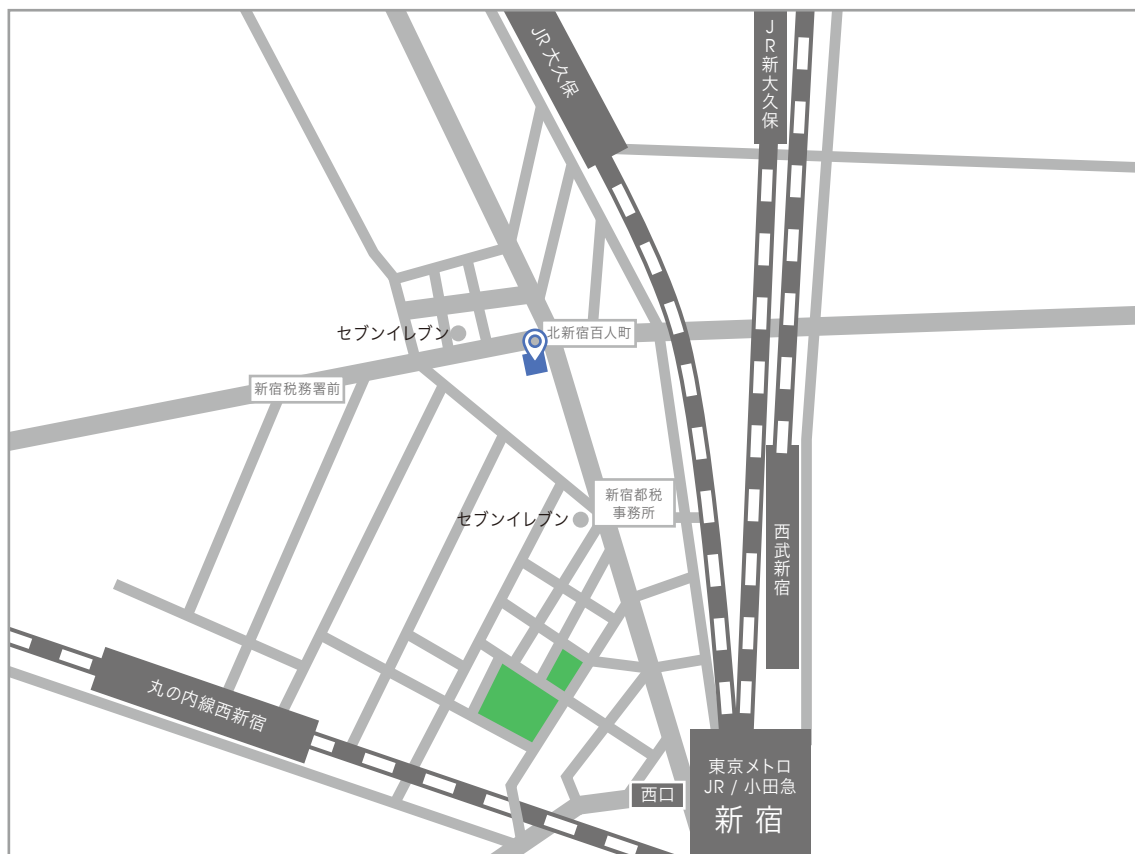 JR 大久保
JR新大久保
セブンイレブン
北新宿百人町
新宿税務署前
新宿都税
事務所
セブンイレブン
西武新宿
丸の内線西新宿
東京メトロ
JR / 小田急
新宿
西口